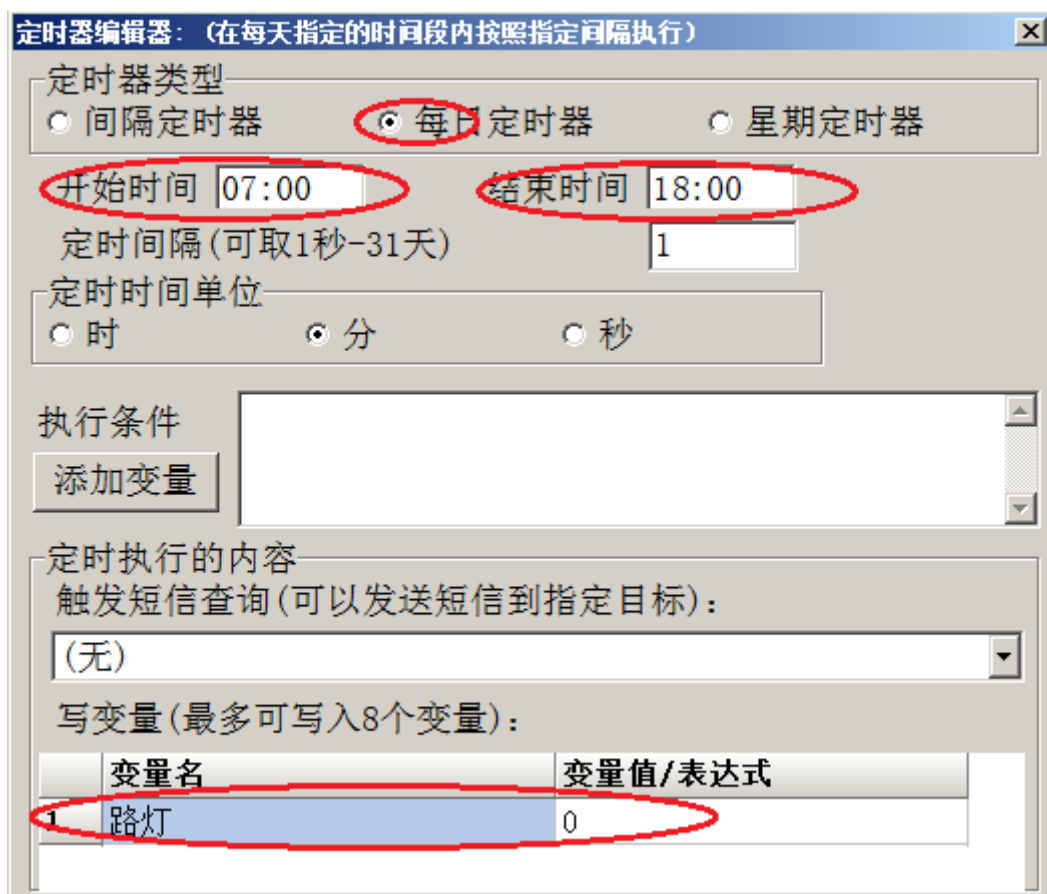 定时器编辑器：（在每天指定的时间段内按照指定间隔执行）
定时器类型
间隔定时器 每日定时器 星期定时器
开始时间 07:00 结束时间 18:00
定时间隔(可取1秒-31天) 1
定时时间单位
时 分 秒
执行条件
添加变量
定时执行的内容
触发短信查询(可以发送短信到指定目标):
(无)
写变量(最多可写入8个变量):
变量名 变量值/表达式
1 路灯 0